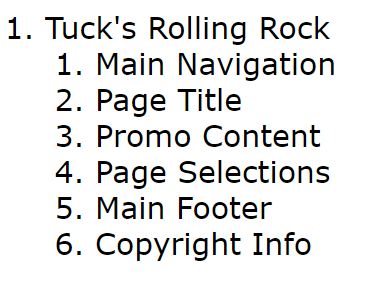 1. Tuck's Rolling Rock
1. Main Navigation
2. Page Title
3. Promo Content
4. Page Selections
5. Main Footer
6. Copyright Info